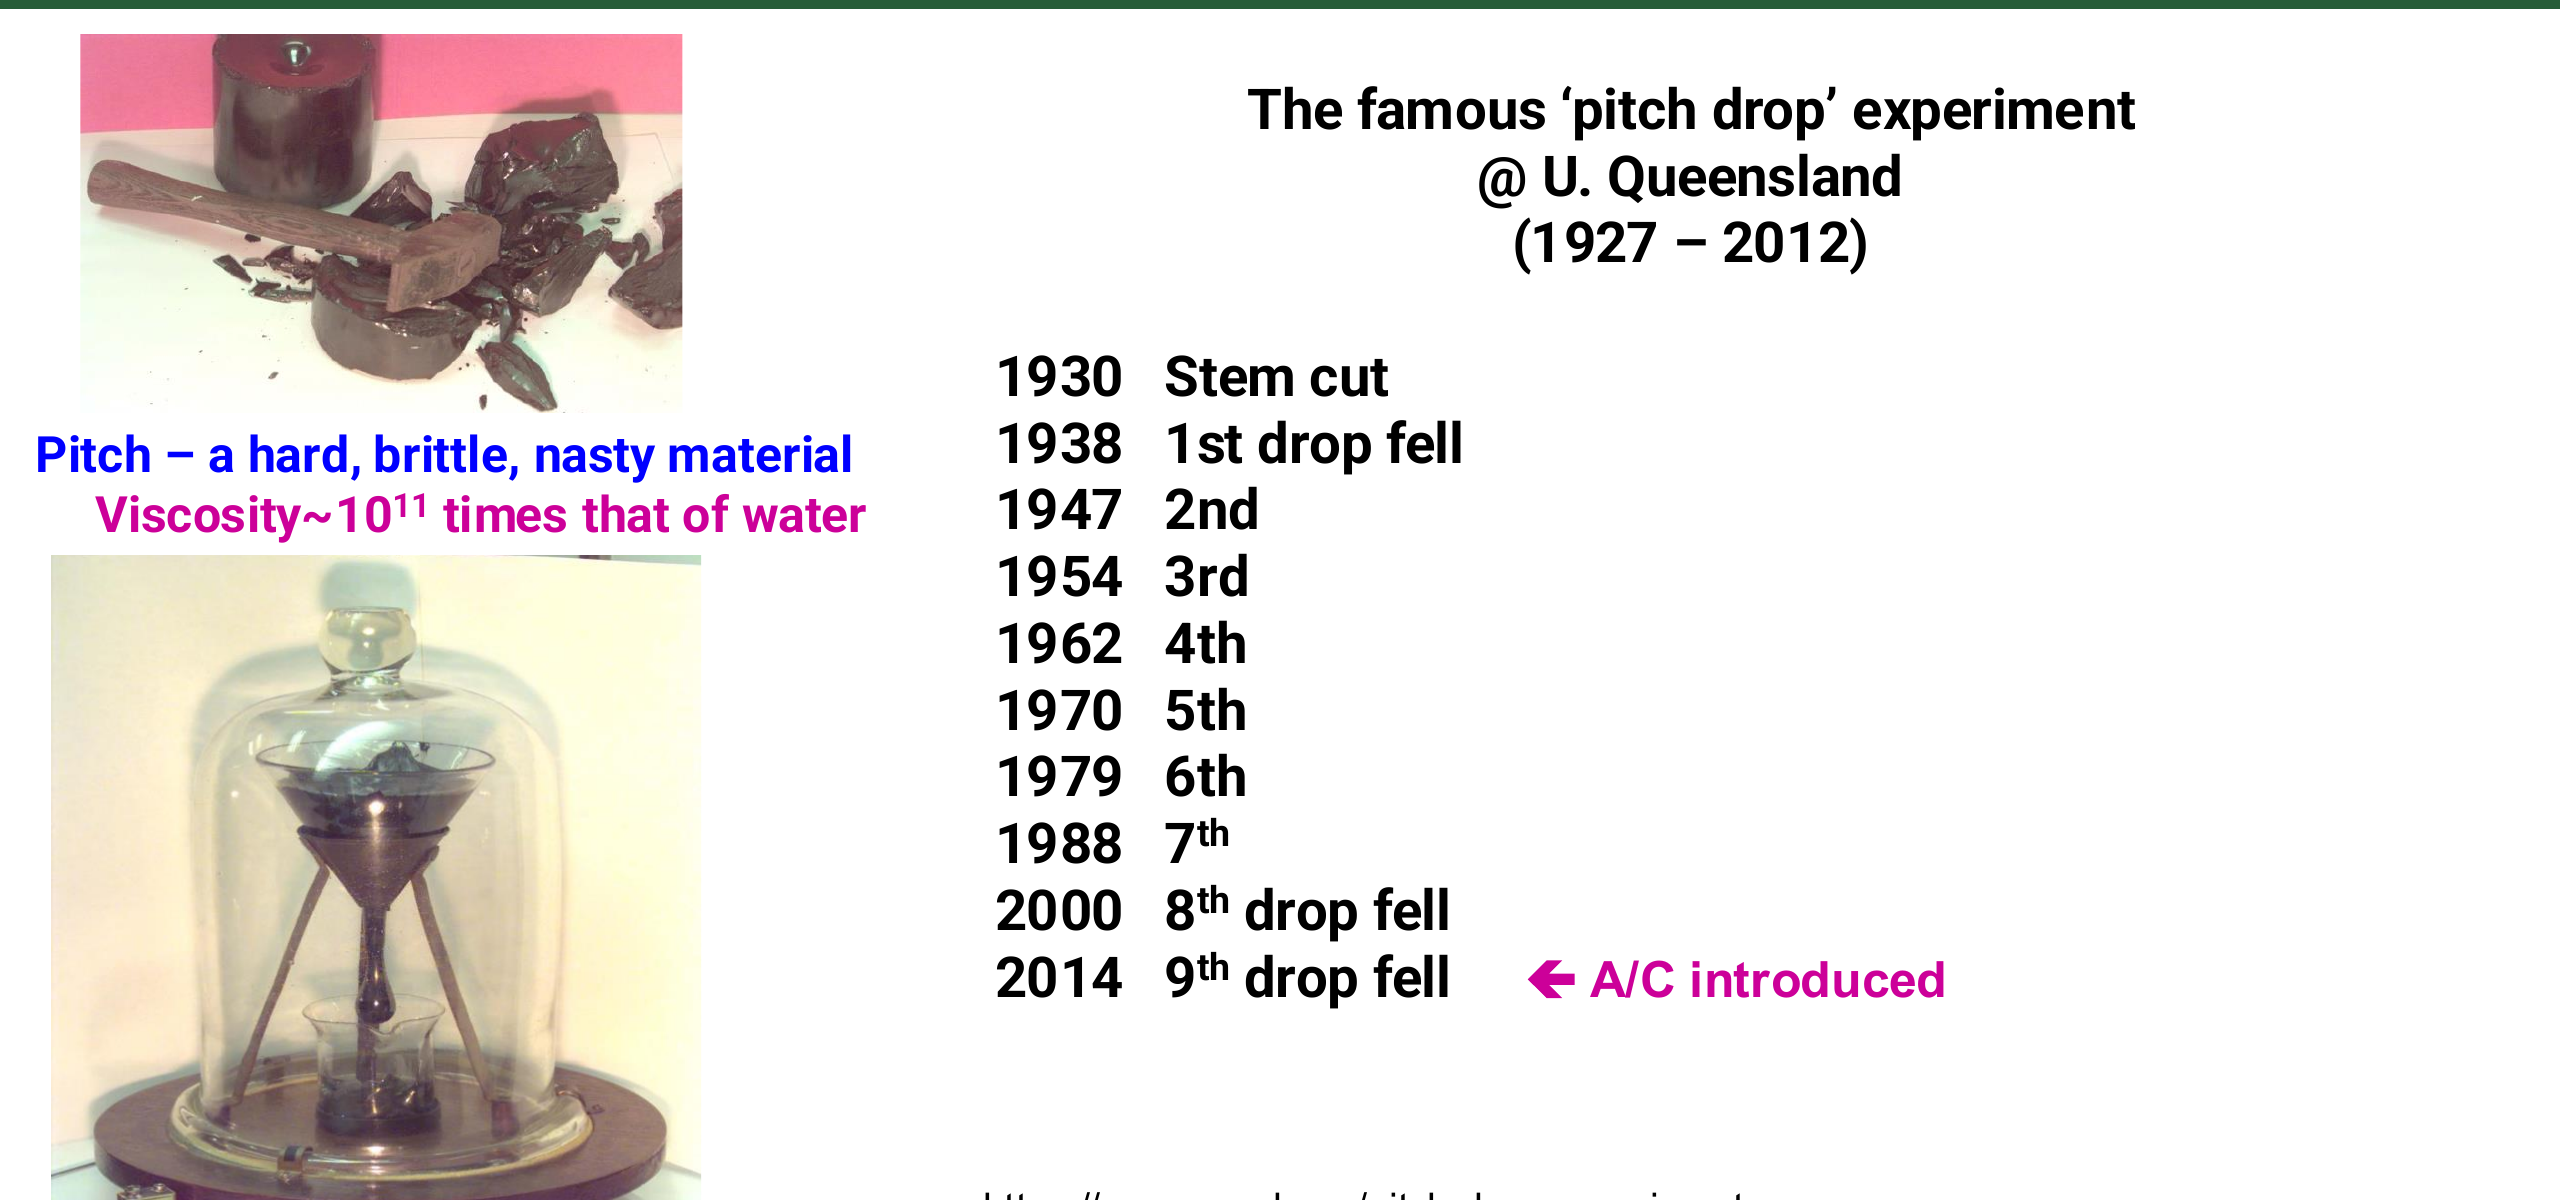 The famous ‘pitch drop’ experiment
@ U. Queensland
(1927 – 2012)
Pitch – a hard, brittle, nasty material
Viscosity~10¹¹ times that of water
1930 Stem cut
1938 1st drop fell
1947 2nd
1954 3rd
1962 4th
1970 5th
1979 6th
1988 7th
2000 8th drop fell
2014 9th drop fell ← A/C introduced